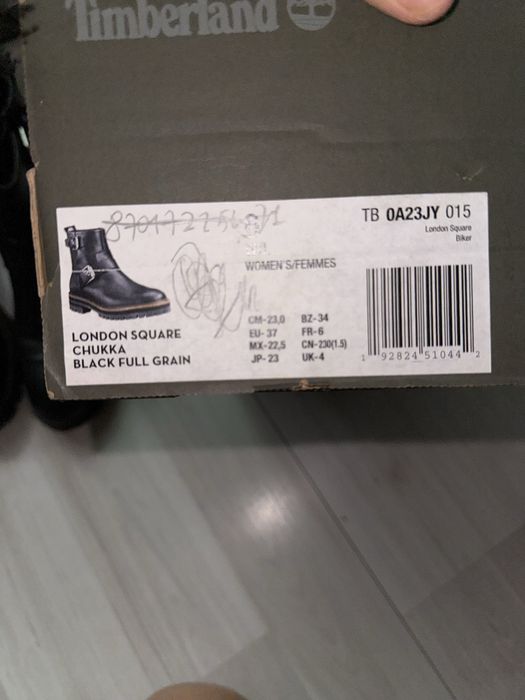 Timberland
TB 0A23JY 015
London Square
Biker
WOMEN'S/FEMMES
CM-23,0 BZ-34
EU-37 FR-6
MX-22,5 CN-230(1.5)
JP-23 UK-4
LONDON SQUARE
CHUKKA
BLACK FULL GRAIN
1 92824 51044 2